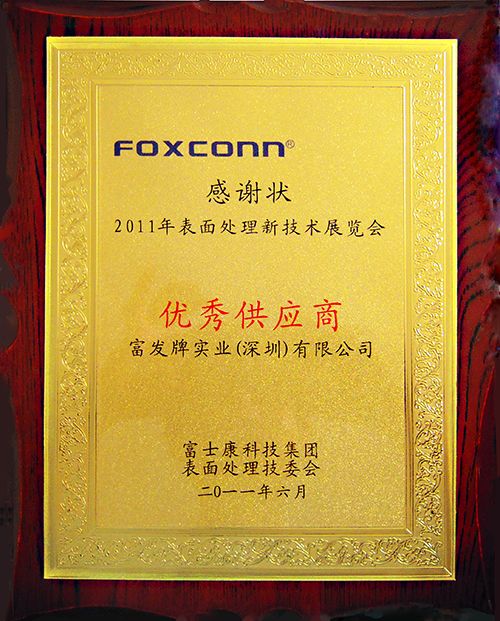 FOXCONN®
感谢状
2011年表面处理新技术展览会
优秀供应商
富发牌实业(深圳)有限公司
富士康科技集团
表面处理技委会
二〇一一年六月